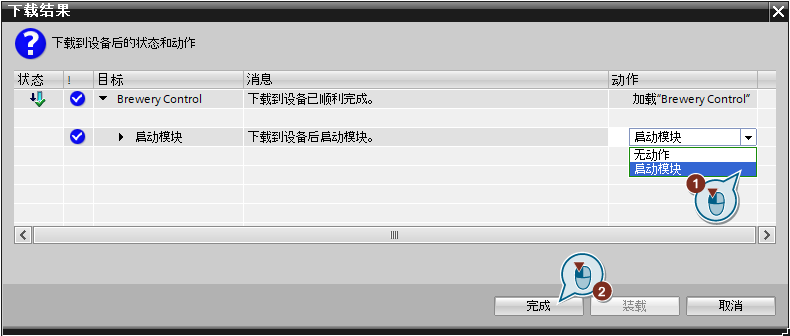 下载结果
下载到设备后的状态和动作
状态 ! 目标 消息 动作
Brewery Control 下载到设备已顺利完成。 加载"Brewery Control"
启动模块 下载到设备后启动模块。 启动模块
无动作
启动模块
1
2
完成 装载 取消